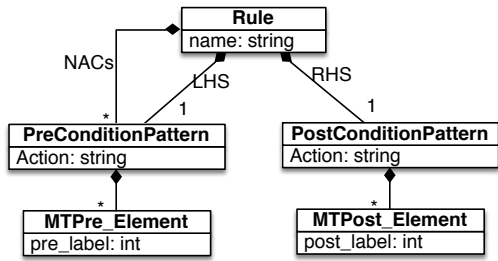 Rule
name: string
NACs
LHS
RHS
*
1
1
PreConditionPattern
PostConditionPattern
Action: string
Action: string
*
*
MTPre_Element
MTPost_Element
pre_label: int
post_label: int